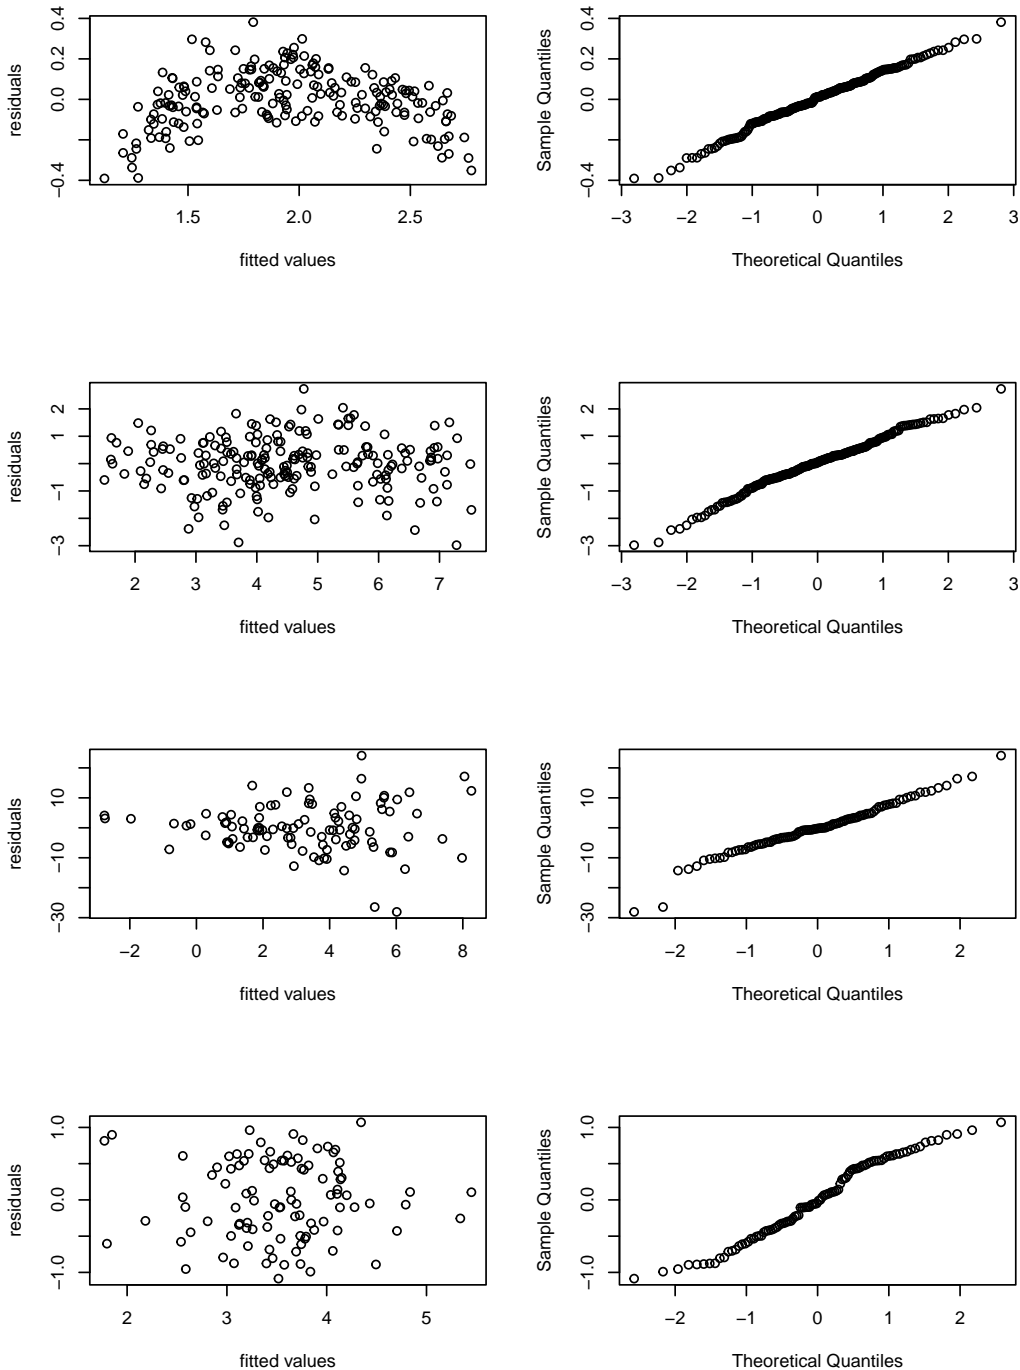 0.4
0.2
0.0
−0.4
residuals
1.5 2.0 2.5
fitted values
0.4
0.2
0.0
−0.4
Sample Quantiles
−3 −2 −1 0 1 2 3
Theoretical Quantiles
2
1
−1
−3
residuals
2 3 4 5 6 7
fitted values
2
1
−1
−3
Sample Quantiles
−3 −2 −1 0 1 2 3
Theoretical Quantiles
10
−10
−30
residuals
−2 0 2 4 6 8
fitted values
10
−10
−30
Sample Quantiles
−2 −1 0 1 2
Theoretical Quantiles
1.0
0.0
−1.0
residuals
2 3 4 5
fitted values
1.0
0.0
−1.0
Sample Quantiles
−2 −1 0 1 2
Theoretical Quantiles